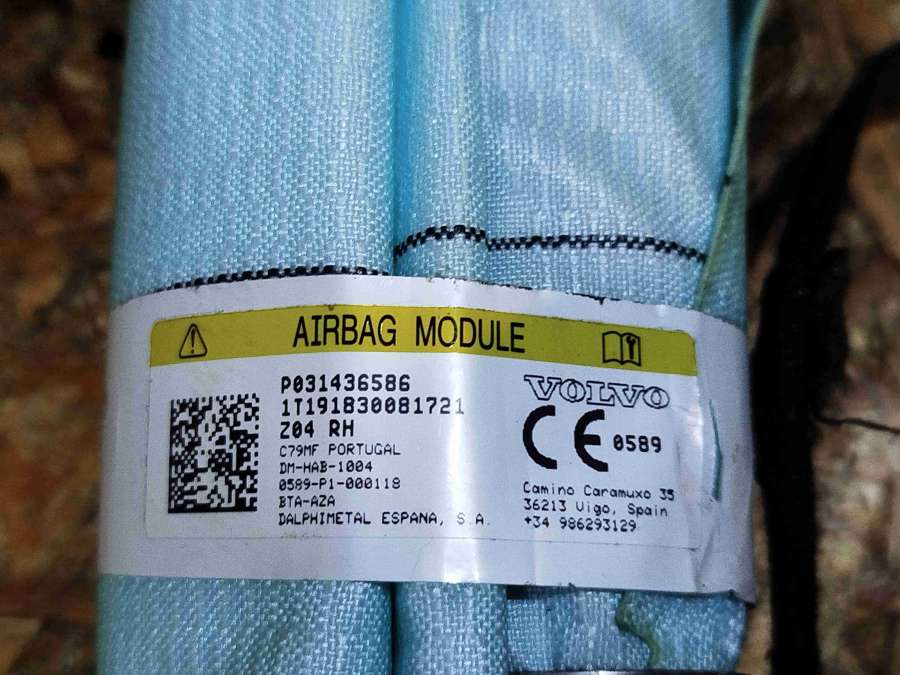 AIRBAG MODULE
P031436586
1T191830081721
Z04 RH
C79MF PORTUGAL
DM-HAB-1004
0589-P1-000118
BTA-AZA
DALPHIMETAL ESPANA, S.A.
VOLVO
CE 0589
Camino Caramuxo 35
36213 Vigo, Spain
+34 986293129